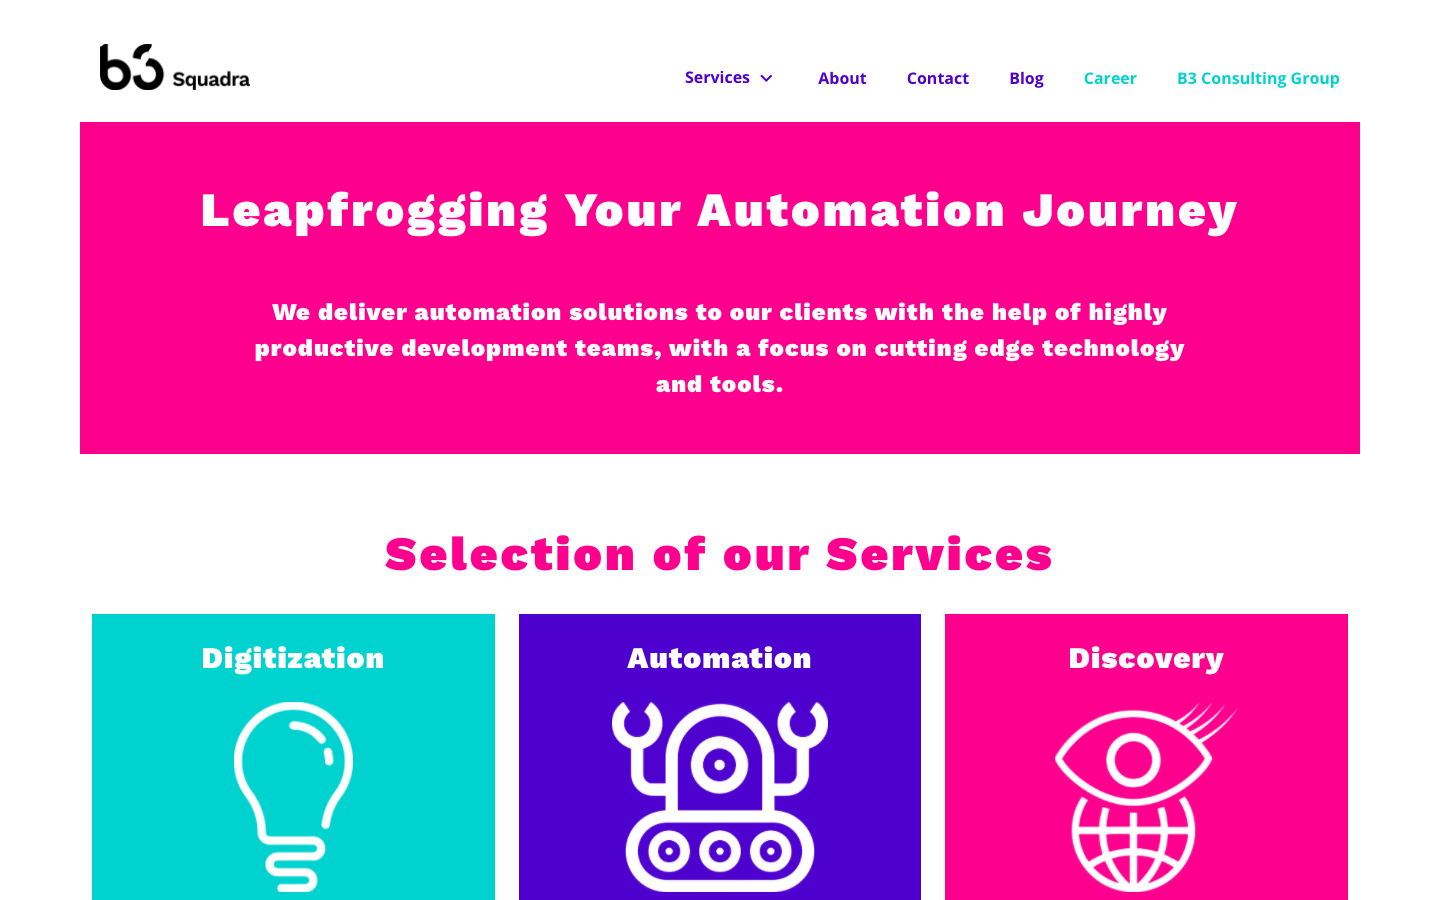 b3 Squadra
Services
About
Contact
Blog
Career
B3 Consulting Group
Leapfrogging Your Automation Journey
We deliver automation solutions to our clients with the help of highly
productive development teams, with a focus on cutting edge technology
and tools.
Selection of our Services
Digitization
Automation
Discovery